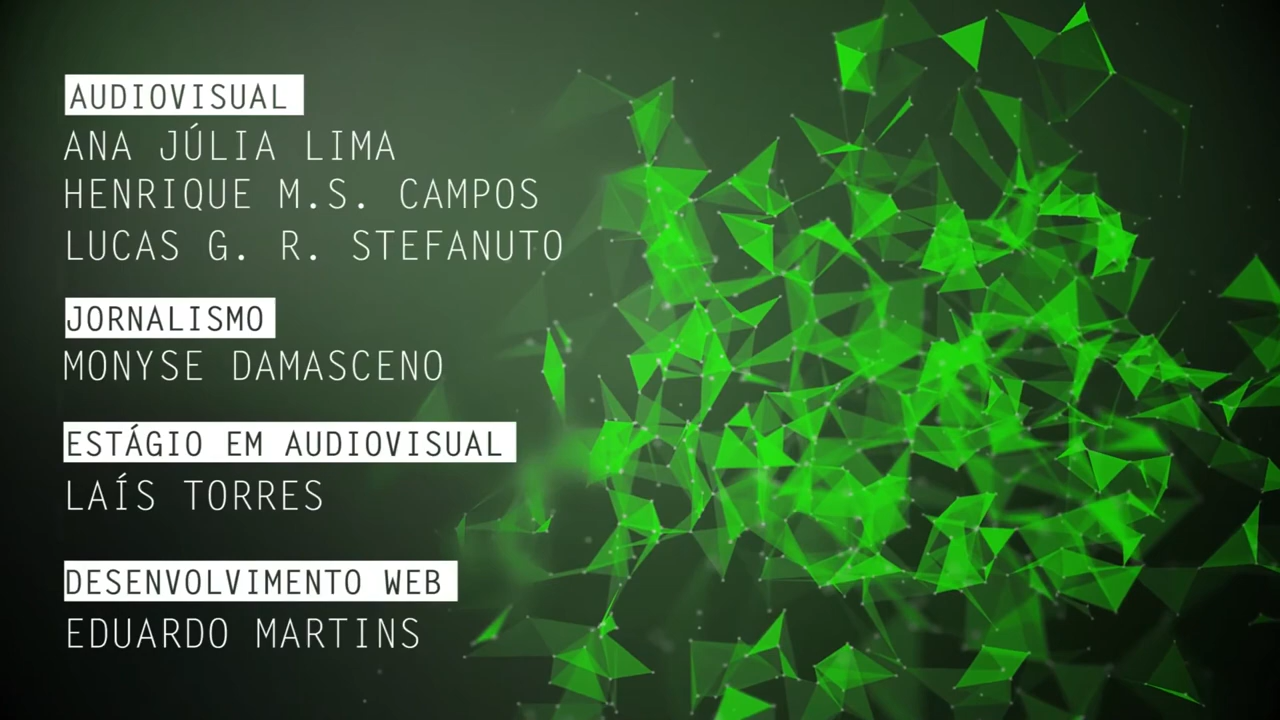 AUDIOVISUAL
ANA JÚLIA LIMA
HENRIQUE M.S. CAMPOS
LUCAS G. R. STEFANUTO
JORNALISMO
MONYSE DAMASCENO
ESTÁGIO EM AUDIOVISUAL
LAÍS TORRES
DESENVOLVIMENTO WEB
EDUARDO MARTINS